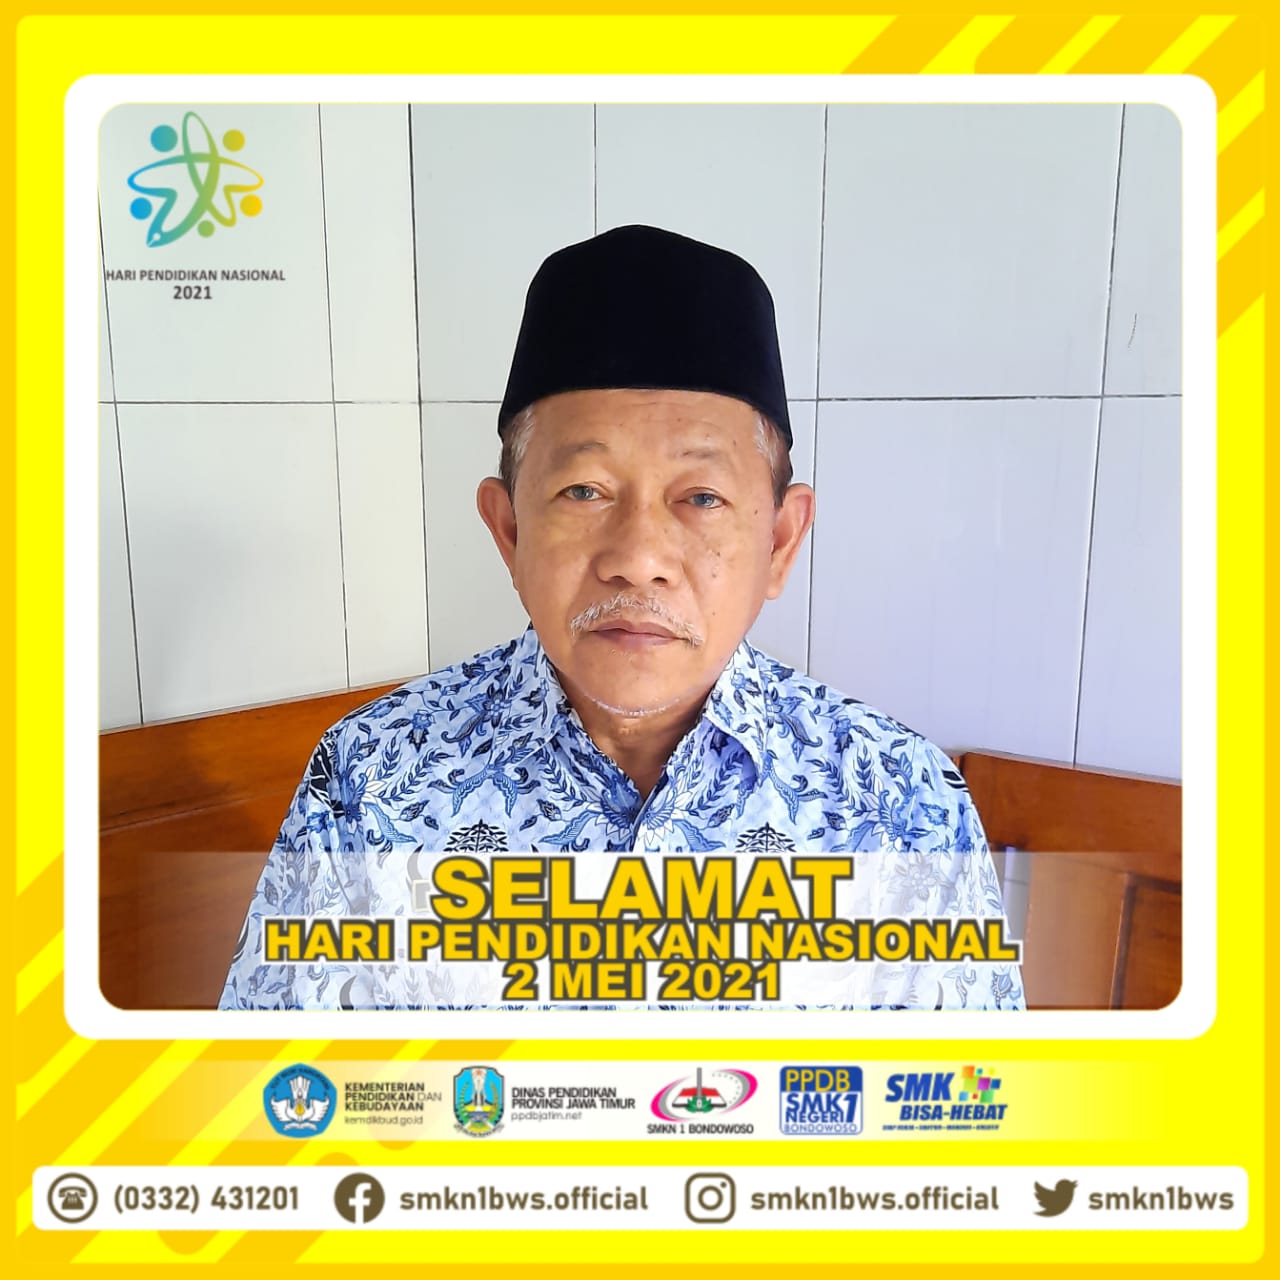 HARI PENDIDIKAN NASIONAL
2021
SELAMAT
HARI PENDIDIKAN NASIONAL
2 MEI 2021
KEMENTERIAN
PENDIDIKAN DAN
KEBUDAYAAN
kemdikbud.go.id
DINAS PENDIDIKAN
PROVINSI JAWA TIMUR
ppdbjatim.net
SMKN 1 BONDOWOSO
PPDB
SMK
NEGERI 1
BONDOWOSO
SMK
BISA-HEBAT
(0332) 431201
smkn1bws.official
smkn1bws.official
smkn1bws